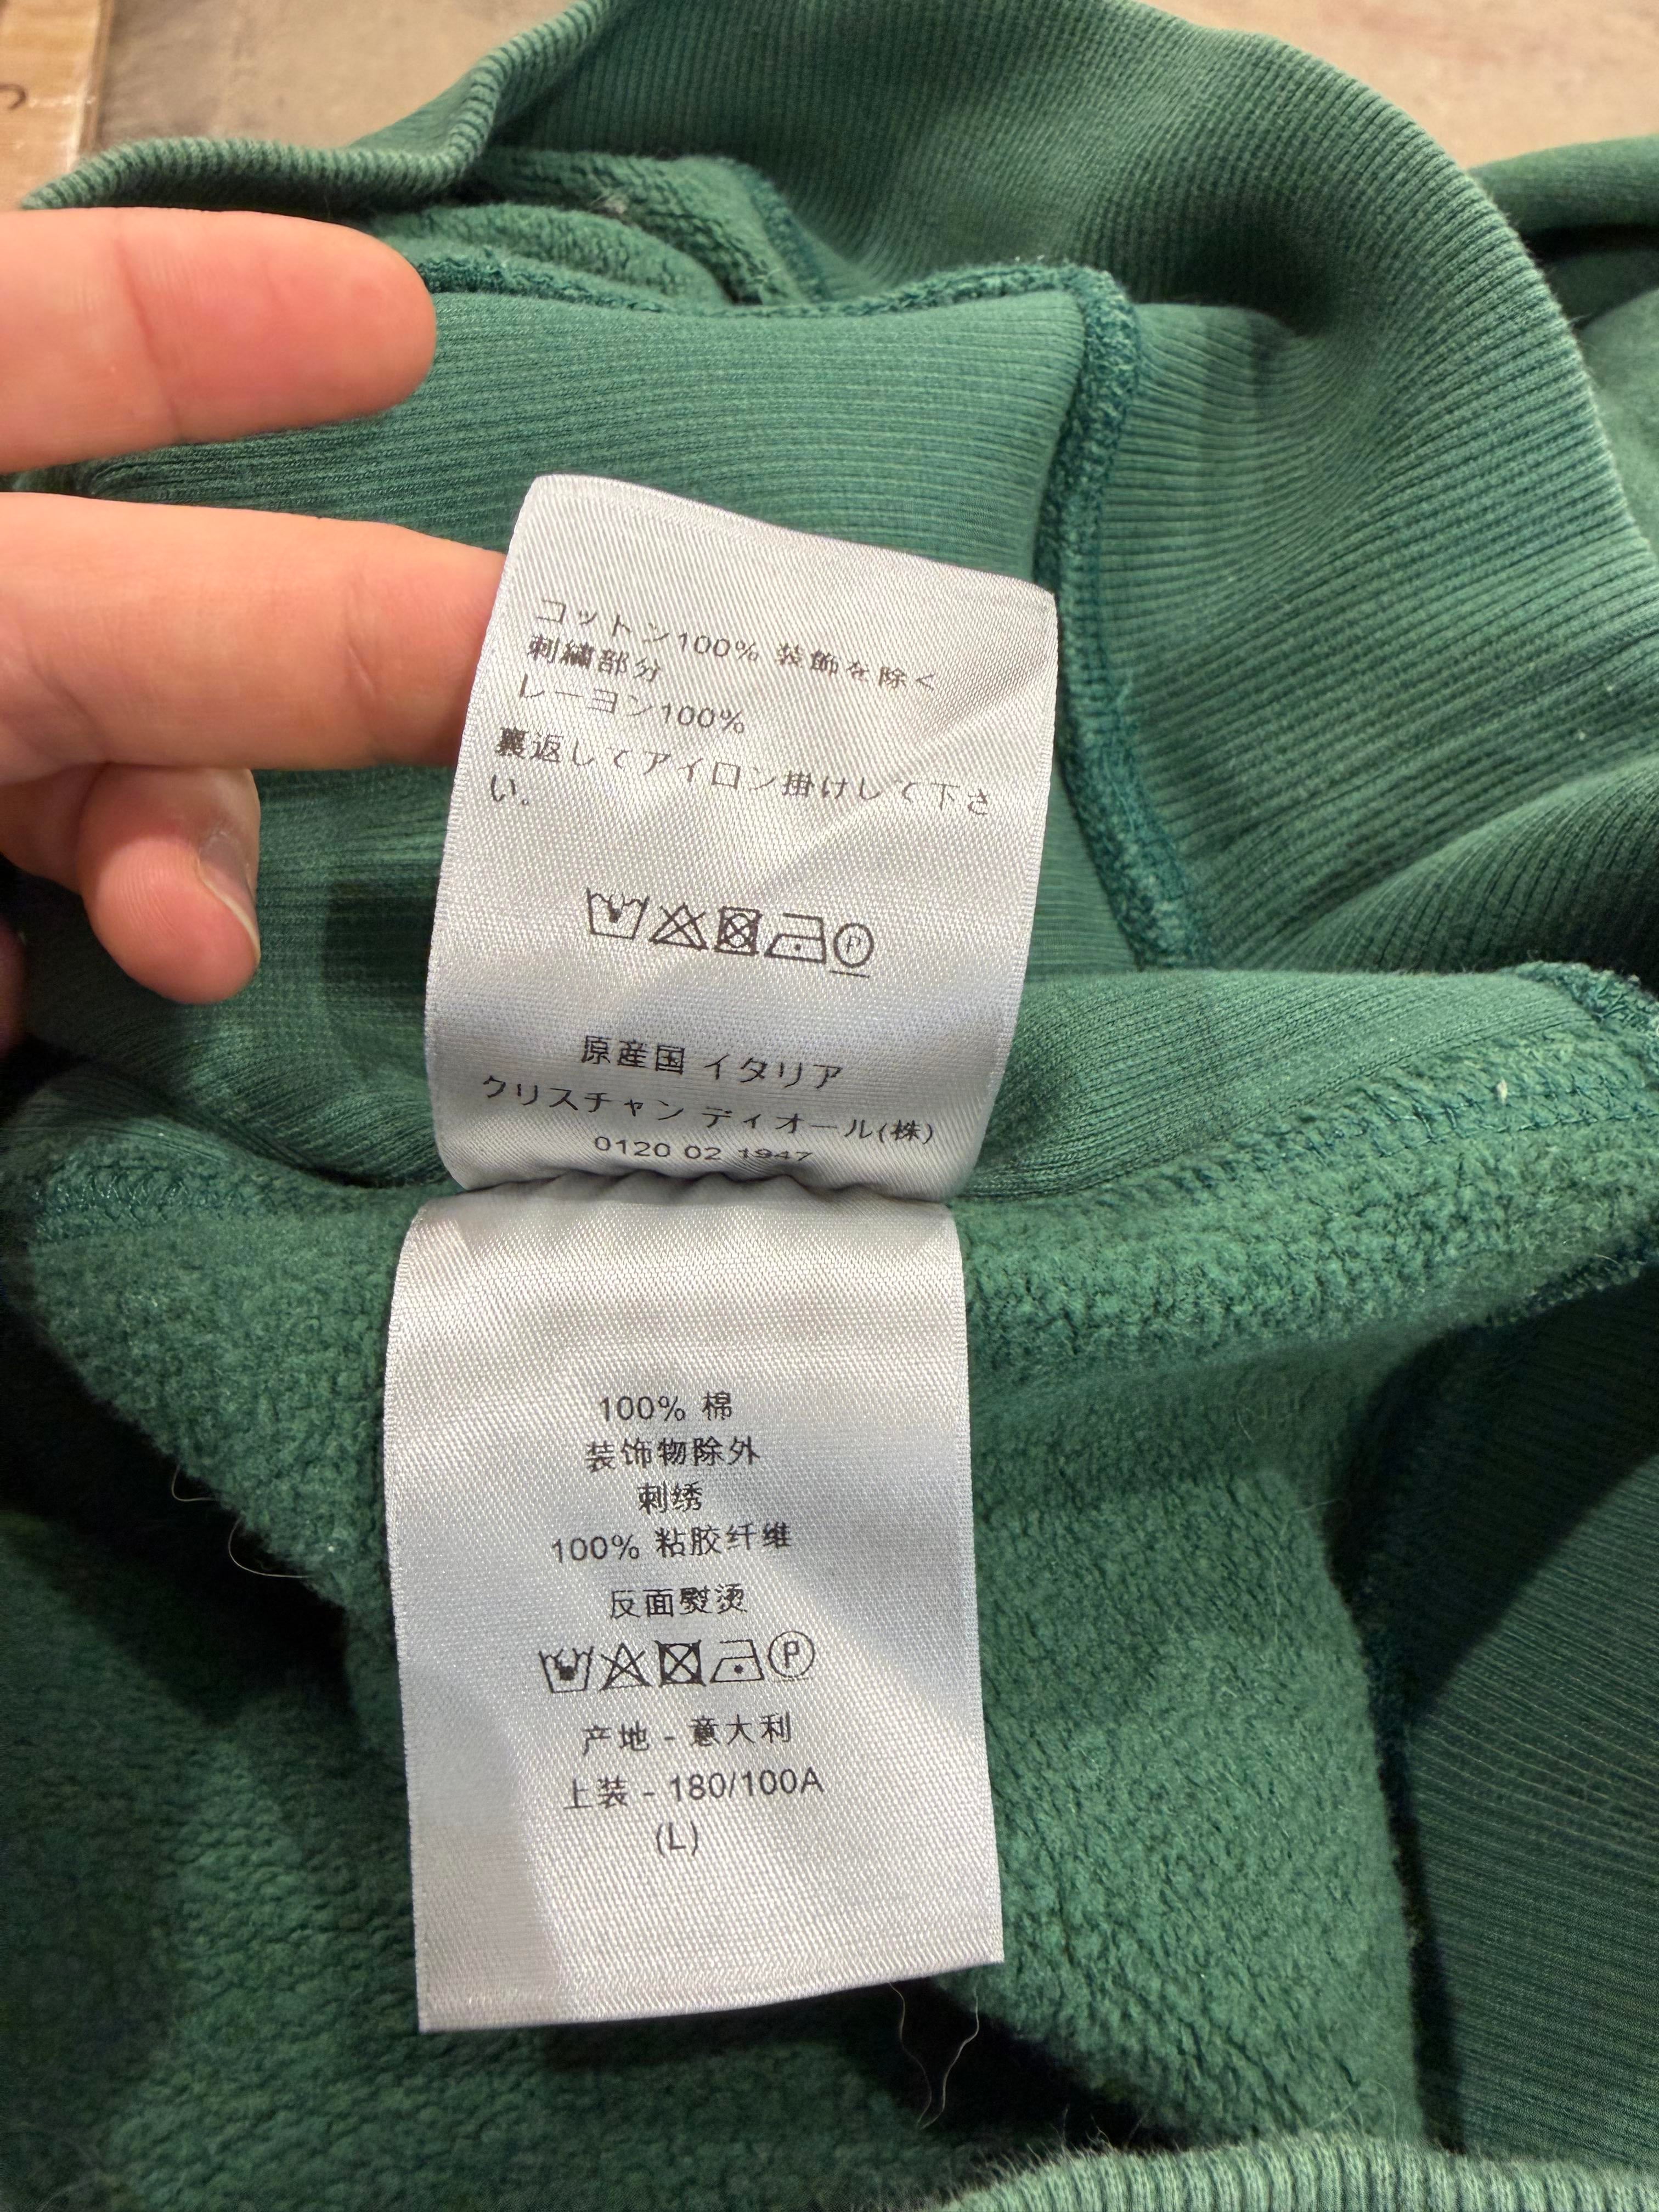 コットン100% 装飾を除く
刺繍部分
レーヨン100%
裏返してアイロン掛けして下さ
い。
P
原産国 イタリア
クリスチャン ディオール(株)
0120 02 1947
100% 棉
装饰物除外
刺绣
100% 粘胶纤维
反面熨烫
P
产地 - 意大利
上装 - 180/100A
(L)